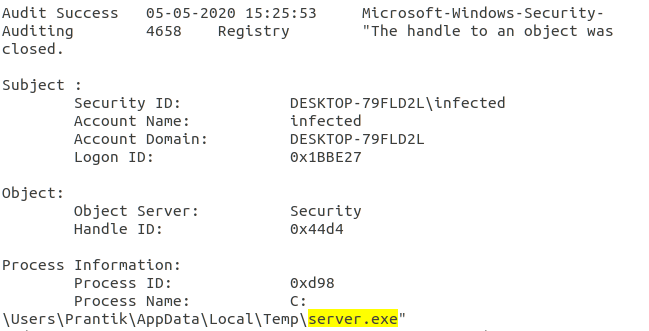 Audit Success 05-05-2020 15:25:53 Microsoft-Windows-Security-
Auditing 4658 Registry "The handle to an object was
closed.
Subject :
Security ID: DESKTOP-79FLD2L\infected
Account Name: infected
Account Domain: DESKTOP-79FLD2L
Logon ID: 0x1BBE27
Object:
Object Server: Security
Handle ID: 0x44d4
Process Information:
Process ID: 0xd98
Process Name: C:
\Users\Prantik\AppData\Local\Temp\server.exe"